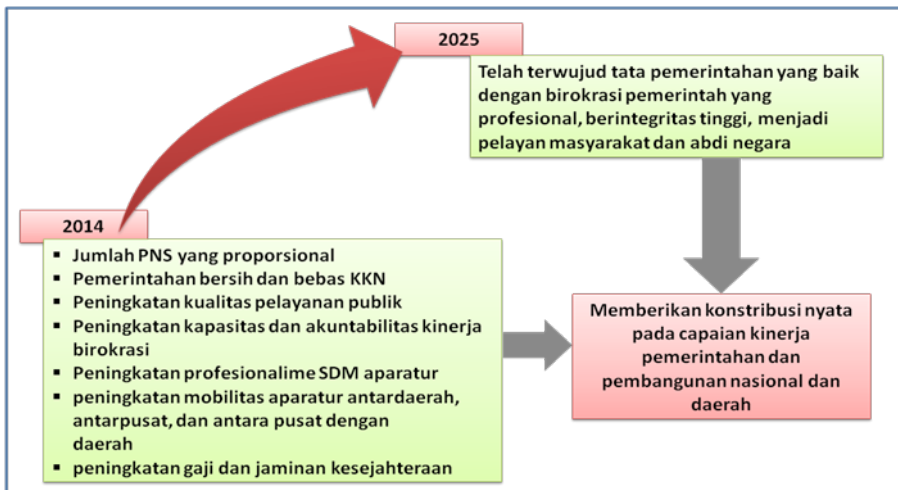 2025
Telah terwujud tata pemerintahan yang baik
dengan birokrasi pemerintah yang
profesional, berintegritas tinggi, menjadi
pelayan masyarakat dan abdi negara
2014
▪ Jumlah PNS yang proporsional
▪ Pemerintahan bersih dan bebas KKN
▪ Peningkatan kualitas pelayanan publik
▪ Peningkatan kapasitas dan akuntabilitas kinerja
birokrasi
▪ Peningkatan profesionalime SDM aparatur
▪ peningkatan mobilitas aparatur antardaerah,
antarpusat, dan antara pusat dengan
daerah
▪ peningkatan gaji dan jaminan kesejahteraan
Memberikan konstribusi nyata
pada capaian kinerja
pemerintahan dan
pembangunan nasional dan
daerah